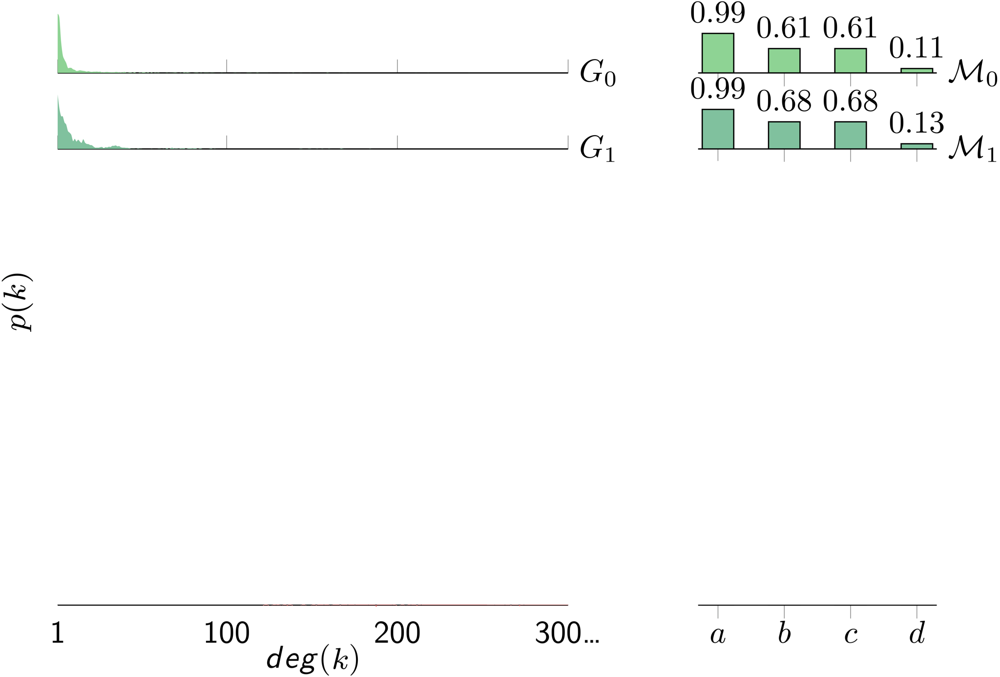 0.99 0.61 0.61 0.11
G0 M0
0.99 0.68 0.68 0.13
G1 M1
p(k)
1 100 200 300...
a b c d
deg(k)